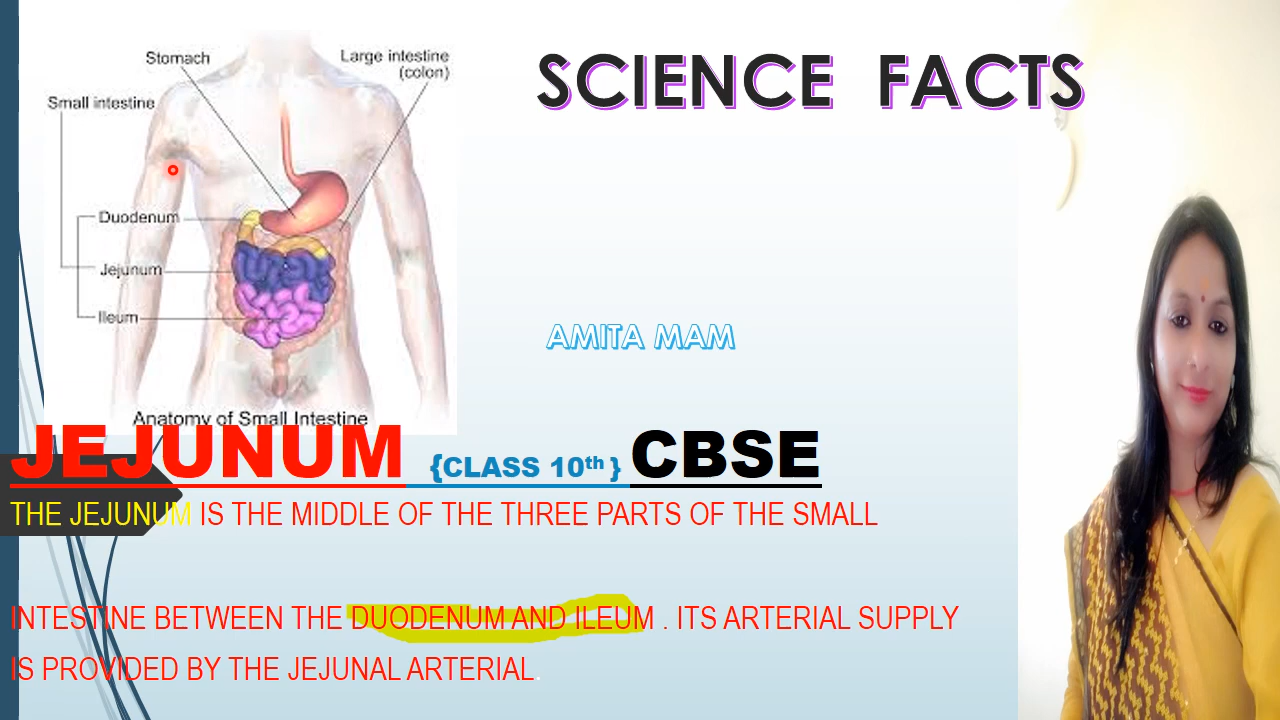 SCIENCE FACTS
Stomach
Large intestine
(colon)
Small intestine
Duodenum
Jejunum
Ileum
Anatomy of Small Intestine
AMITA MAM
JEJUNUM {CLASS 10th } CBSE
THE JEJUNUM IS THE MIDDLE OF THE THREE PARTS OF THE SMALL
INTESTINE BETWEEN THE DUODENUM AND ILEUM . ITS ARTERIAL SUPPLY
IS PROVIDED BY THE JEJUNAL ARTERIAL.